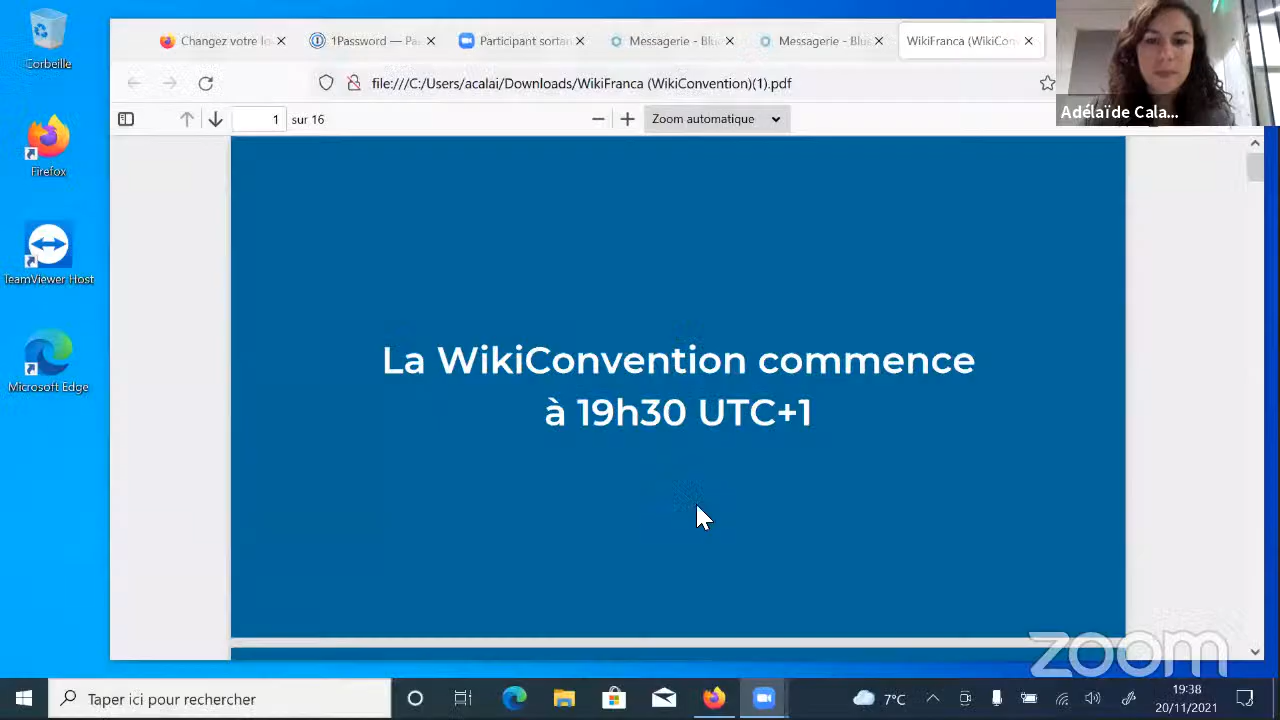 Corbeille
Firefox
TeamViewer Host
Microsoft Edge
Changez votre lo
1Password — Pa
Participant sortan
Messagerie - Blu
Messagerie - Blu
WikiFranca (WikiCon
file:///C:/Users/acalai/Downloads/WikiFranca (WikiConvention)(1).pdf
1 sur 16
Zoom automatique
Adélaïde Cala...
La WikiConvention commence
à 19h30 UTC+1
zoom
Taper ici pour rechercher
7°C
19:38
20/11/2021